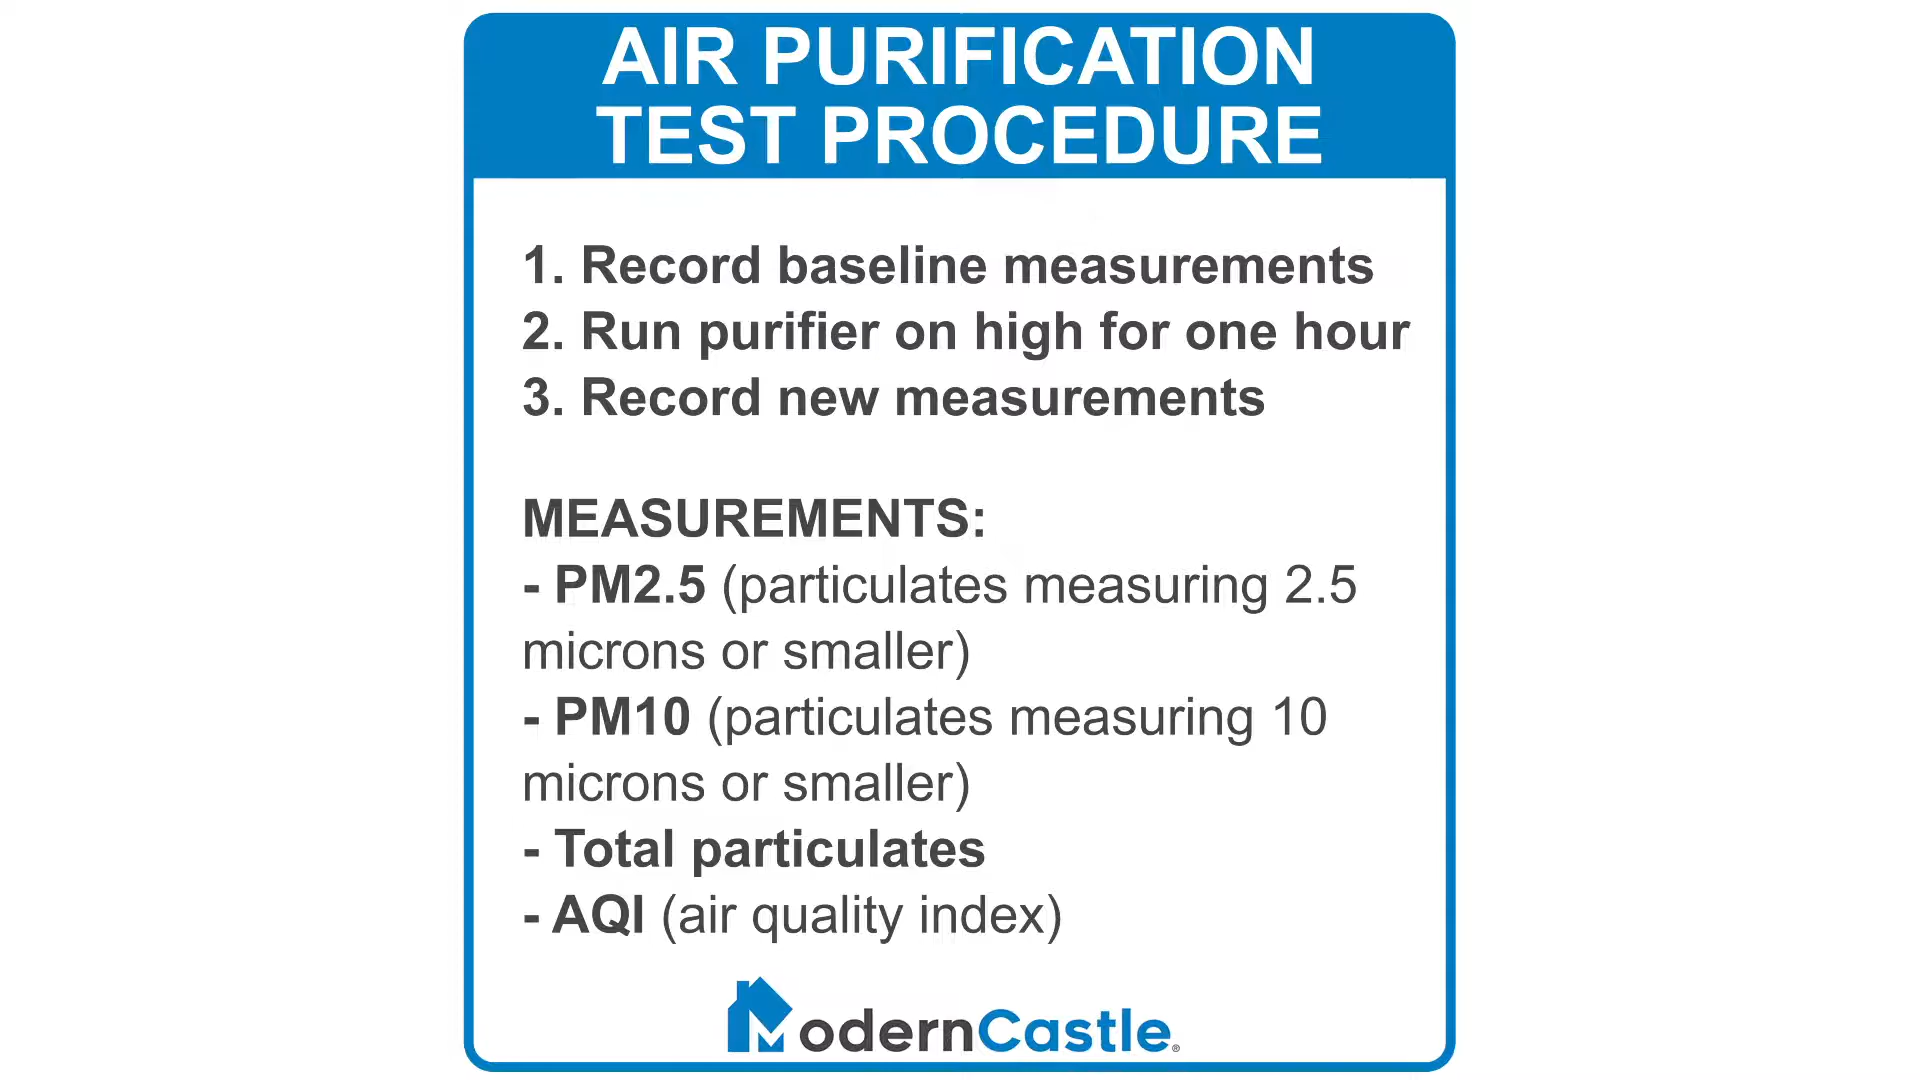 AIR PURIFICATION
TEST PROCEDURE
1. Record baseline measurements
2. Run purifier on high for one hour
3. Record new measurements
MEASUREMENTS:
- PM2.5 (particulates measuring 2.5
microns or smaller)
- PM10 (particulates measuring 10
microns or smaller)
- Total particulates
- AQI (air quality index)
ModernCastle®